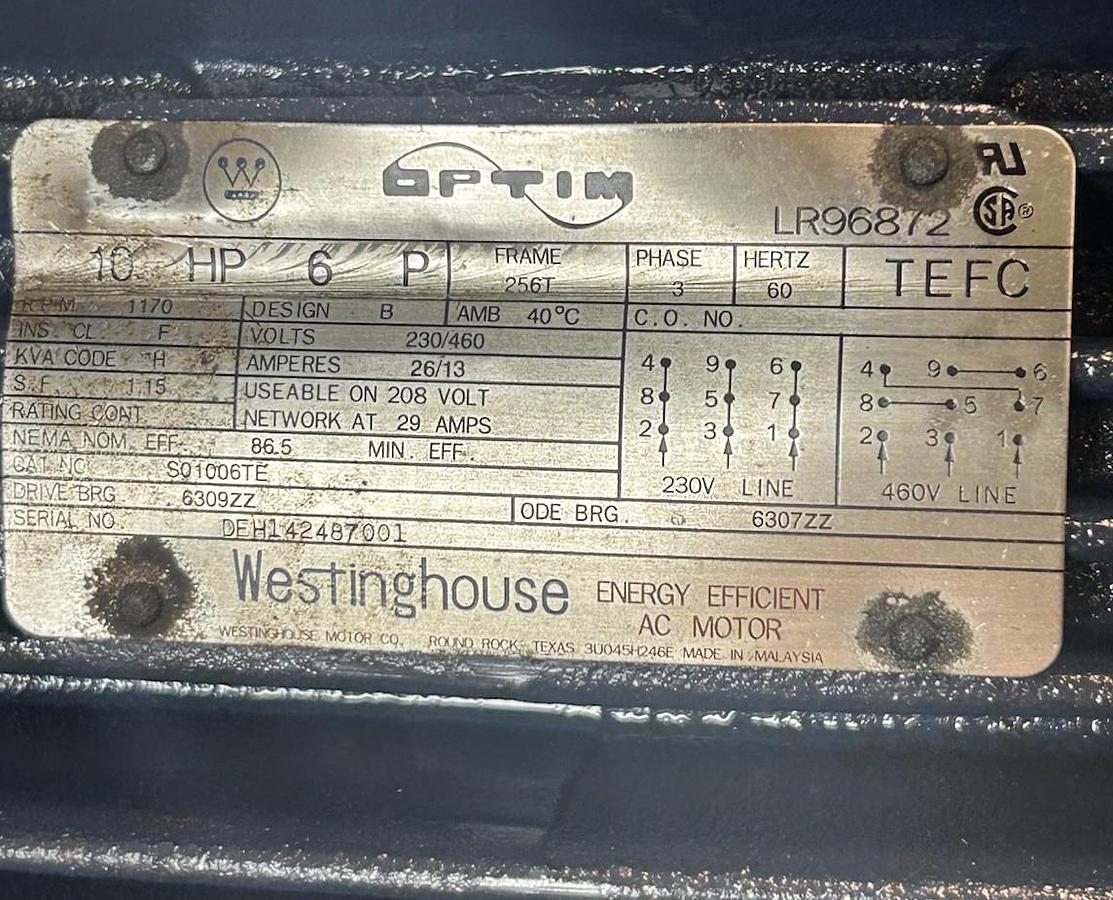 W
OPTIM
LR96872
SA ®
10 HP 6 P FRAME 256T PHASE 3 HERTZ 60 TEFC
R.P.M. 1170 DESIGN B AMB 40°C C.O. NO.
INS. CL F VOLTS 230/460
KVA CODE H AMPERES 26/13
S.F. 1.15 USEABLE ON 208 VOLT
RATING CONT. NETWORK AT 29 AMPS
NEMA NOM. EFF. 86.5 MIN. EFF.
CAT NO. S01006TE
4 9 6
8 5 7
2 3 1
230V LINE
4 9 6
8 5 7
2 3 1
460V LINE
DRIVE BRG. 6309ZZ ODE BRG. 6307ZZ
SERIAL NO. DEH142487001
Westinghouse ENERGY EFFICIENT
AC MOTOR
WESTINGHOUSE MOTOR CO. ROUND ROCK, TEXAS 3U045H246E MADE IN MALAYSIA